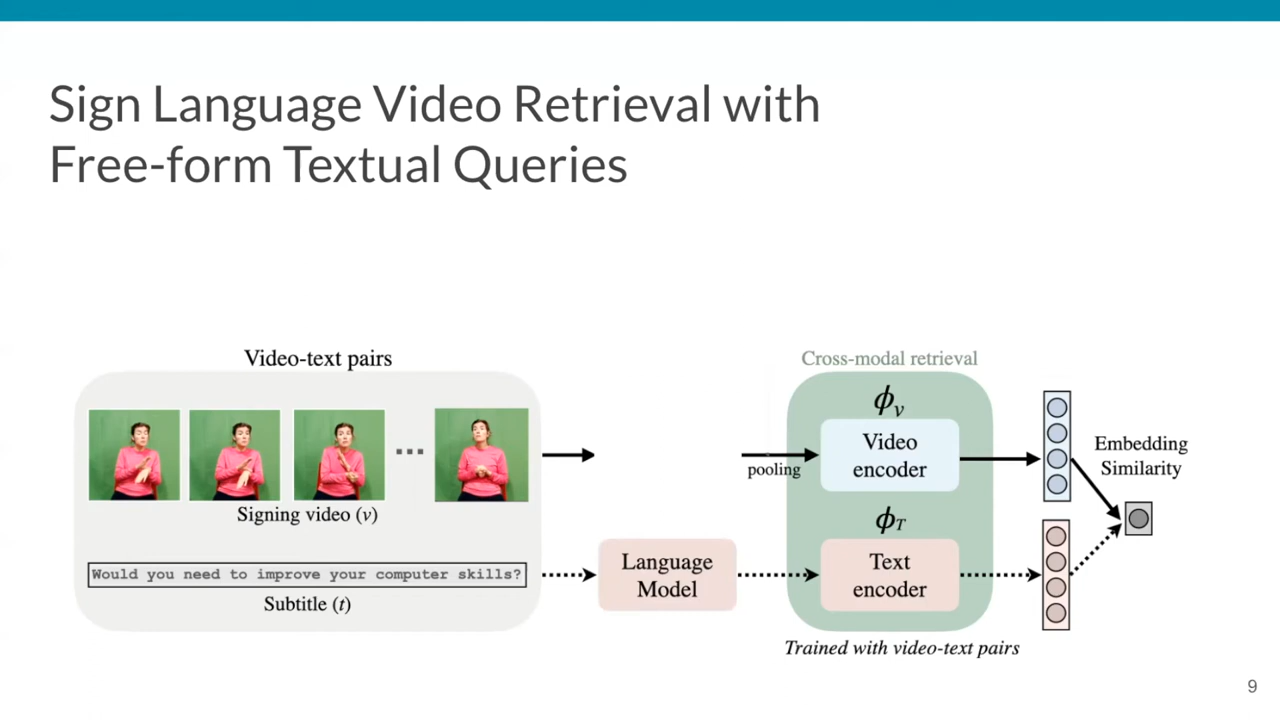 Sign Language Video Retrieval with
Free-form Textual Queries
Video-text pairs
Signing video (v)
Would you need to improve your computer skills?
Subtitle (t)
Language
Model
pooling
Cross-modal retrieval
ϕv
Video
encoder
ϕT
Text
encoder
Trained with video-text pairs
Embedding
Similarity
9